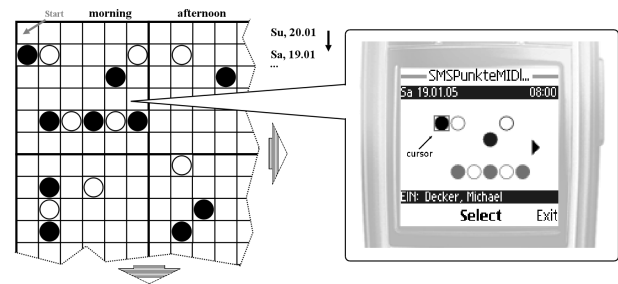 Start morning afternoon
Su, 20.01
Sa, 19.01
...
SMSPunkteMIDl...
Sa 19.01.05 08:00
cursor
EIN: Decker, Michael
Select Exit